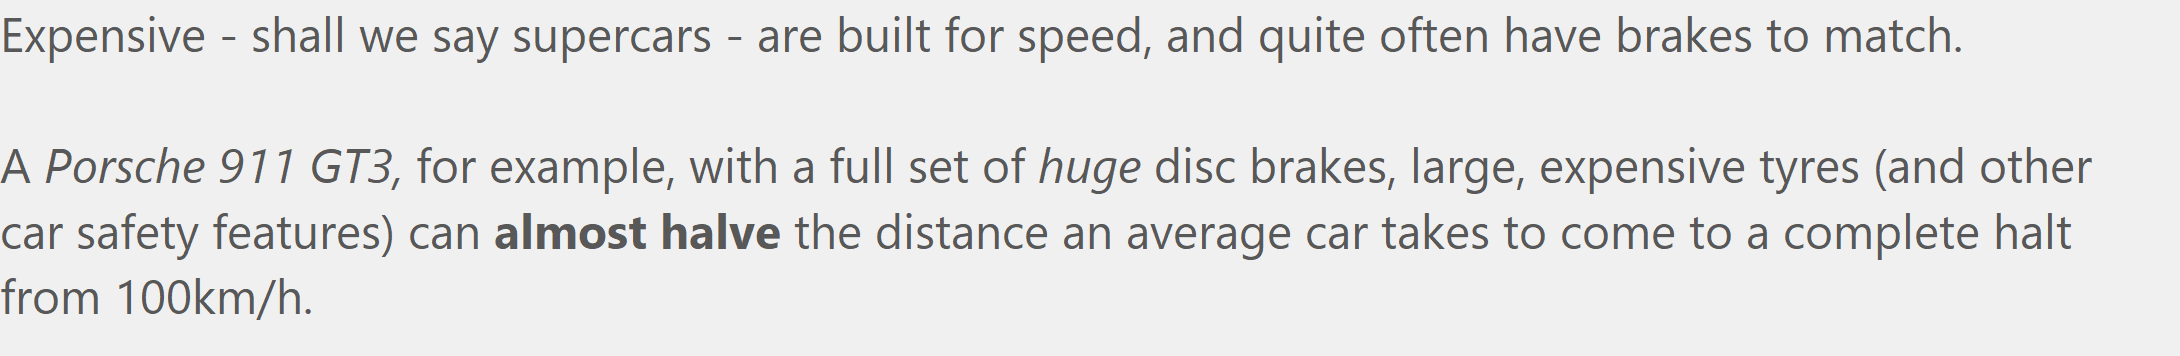 Expensive - shall we say supercars - are built for speed, and quite often have brakes to match.
A Porsche 911 GT3, for example, with a full set of huge disc brakes, large, expensive tyres (and other
car safety features) can almost halve the distance an average car takes to come to a complete halt
from 100km/h.